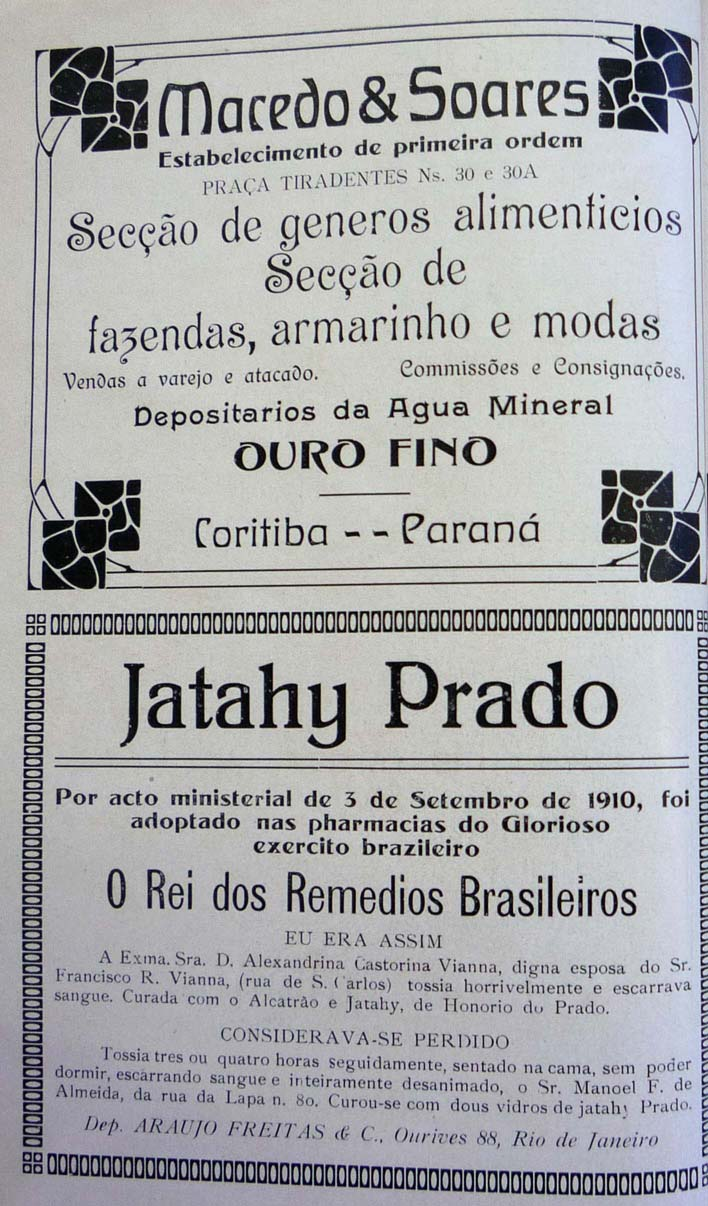 Macedo & Soares
Estabelecimento de primeira ordem
PRAÇA TIRADENTES Ns. 30 e 30A
Secção de generos alimenticios
Secção de
fazendas, armarinho e modas
Vendas a varejo e atacado. Commissões e Consignações.
Depositarios da Agua Mineral
OURO FINO
Coritiba -- Paraná
Jatahy Prado
Por acto ministerial de 3 de Setembro de 1910, foi
adoptado nas pharmacias do Glorioso
exercito brazileiro
O Rei dos Remedios Brasileiros
EU ERA ASSIM
A Exma. Sra. D. Alexandrina Castorina Vianna, digna esposa do Sr.
Francisco R. Vianna, (rua de S. Carlos) tossia horrivelmente e escarrava
sangue. Curada com o Alcatrão e Jatahy, de Honorio do Prado.
CONSIDERAVA-SE PERDIDO
Tossia tres ou quatro horas seguidamente, sentado na cama, sem poder
dormir, escarrando sangue e inteiramente desanimado, o Sr. Manoel F. de
Almeida, da rua da Lapa n. 80. Curou-se com dous vidros de jatahy Prado.
Dep. ARAUJO FREITAS & C., Ourives 88, Rio de Janeiro